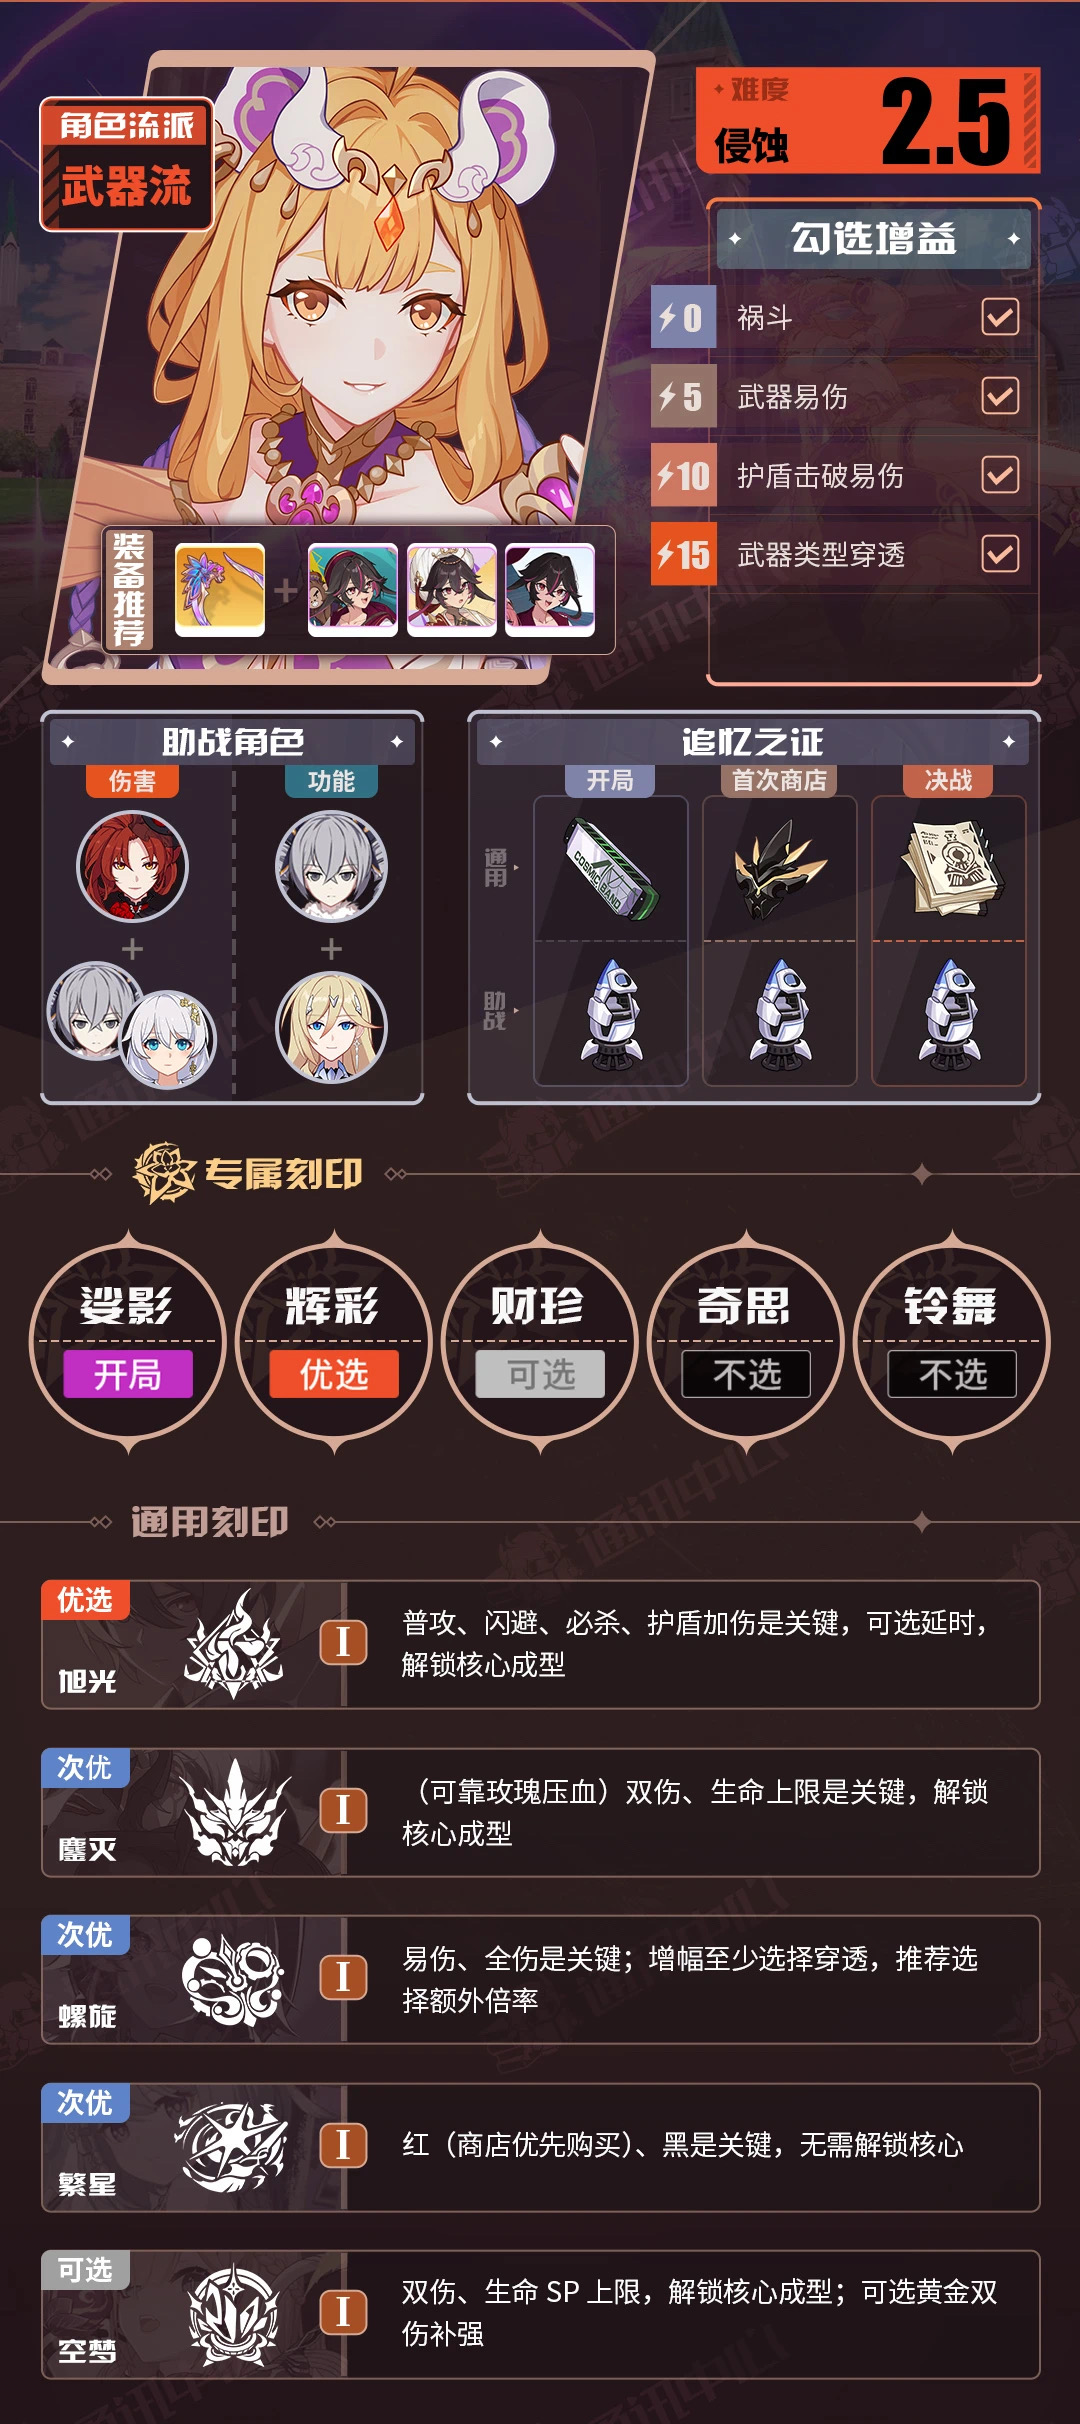 角色流派
武器流
难度
侵蚀
2.5
勾选增益
0 祸斗
5 武器易伤
10 护盾击破易伤
15 武器类型穿透
装备推荐
助战角色
伤害
功能
追忆之证
开局
首次商店
决战
通用
COSMIC BAND
助战
专属刻印
娑影
开局
辉彩
优选
财珍
可选
奇思
不选
铃舞
不选
通用刻印
优选
旭光
I
普攻、闪避、必杀、护盾加伤是关键，可选延时，
解锁核心成型
次优
鏖灭
I
（可靠玫瑰压血）双伤、生命上限是关键，解锁
核心成型
次优
螺旋
I
易伤、全伤是关键；增幅至少选择穿透，推荐选
择额外倍率
次优
繁星
I
红（商店优先购买）、黑是关键，无需解锁核心
可选
空梦
I
双伤、生命 SP 上限，解锁核心成型；可选黄金双
伤补强
通讯中心